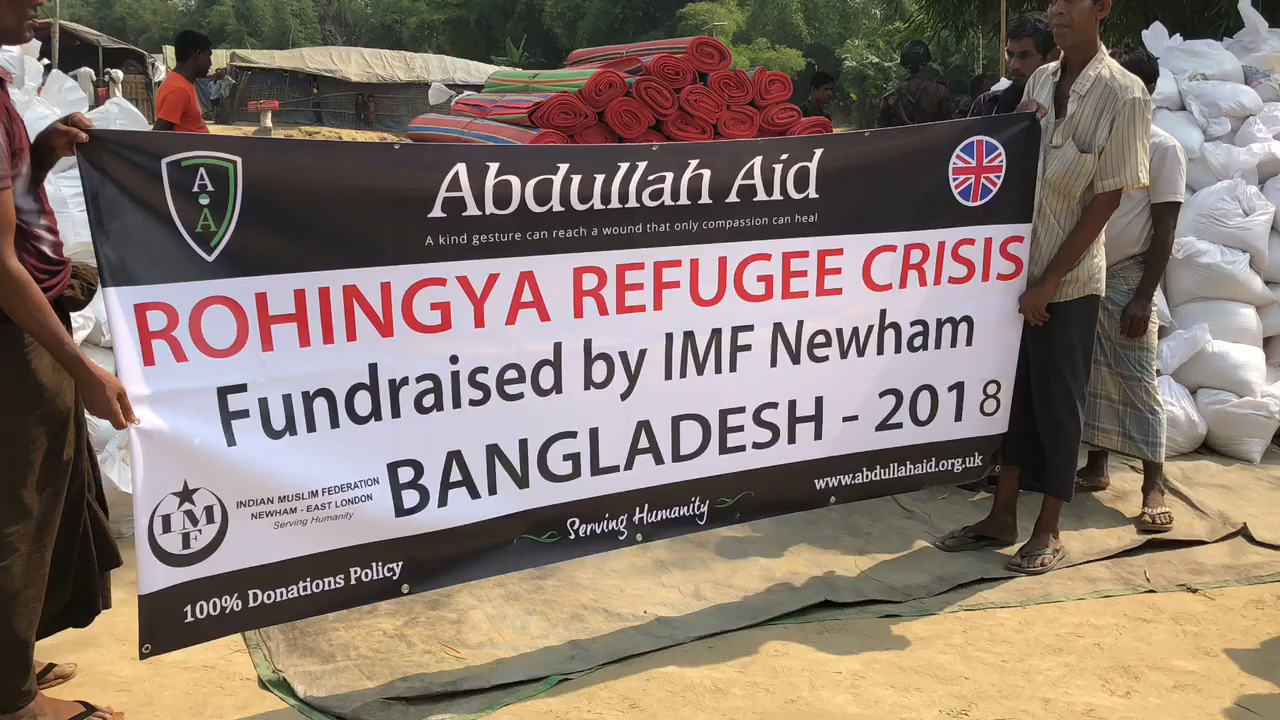 A
A
Abdullah Aid
A kind gesture can reach a wound that only compassion can heal
ROHINGYA REFUGEE CRISIS
Fundraised by IMF Newham
BANGLADESH - 2018
IMF
INDIAN MUSLIM FEDERATION
NEWHAM - EAST LONDON
Serving Humanity
www.abdullahaid.org.uk
Serving Humanity
100% Donations Policy